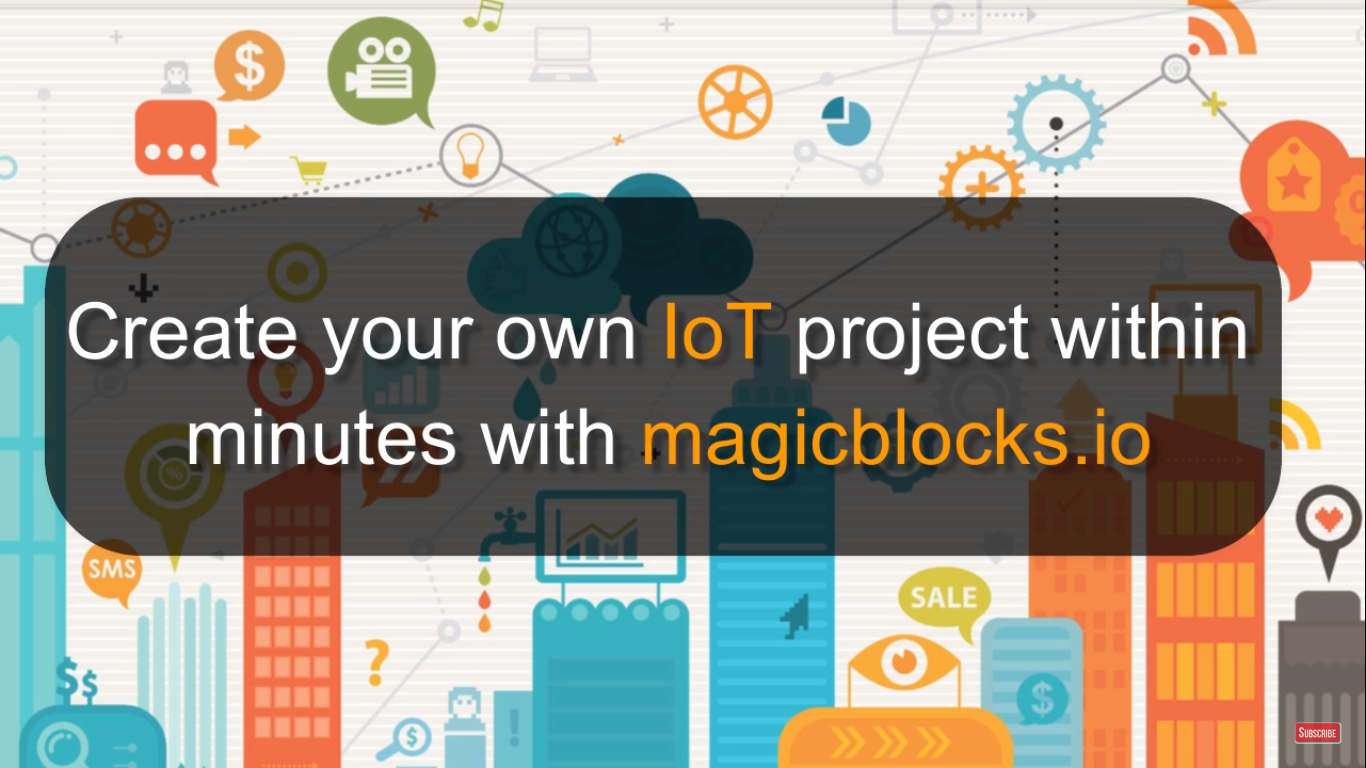 Create your own IoT project within
minutes with magicblocks.io
SMS
SALE
SUBSCRIBE